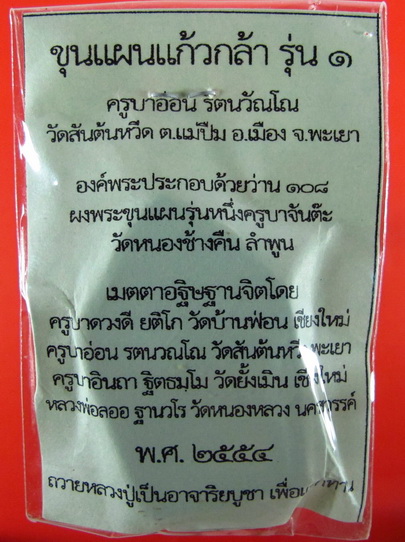 ขุนแผนแก้วกล้า รุ่น ๑
ครูบาอ่อน รตนวัณโณ
วัดสันต้นหวีด ต.แม่ปืม อ.เมือง จ.พะเยา
องค์พระประกอบด้วยว่าน ๑๐๘
ผงพระขุนแผนรุ่นหนึ่งครูบาจันต๊ะ
วัดหนองช้างคืน ลำพูน
เมตตาอฐิษฐานจิตโดย
ครูบาดวงดี ยติโก วัดบ้านฟ่อน เชียงใหม่
ครูบาอ่อน รตนวณโณ วัดสันต้นหวีด พะเยา
ครูบาอินถา ฐิตธมฺโม วัดยั้งเมิน เชียงใหม่
หลวงพ่อลออ ฐานวโร วัดหนองหลวง นครสวรรค์
พ.ศ. ๒๕๕๔
ถวายหลวงปู่เป็นอาจาริยบูชา เพื่อ